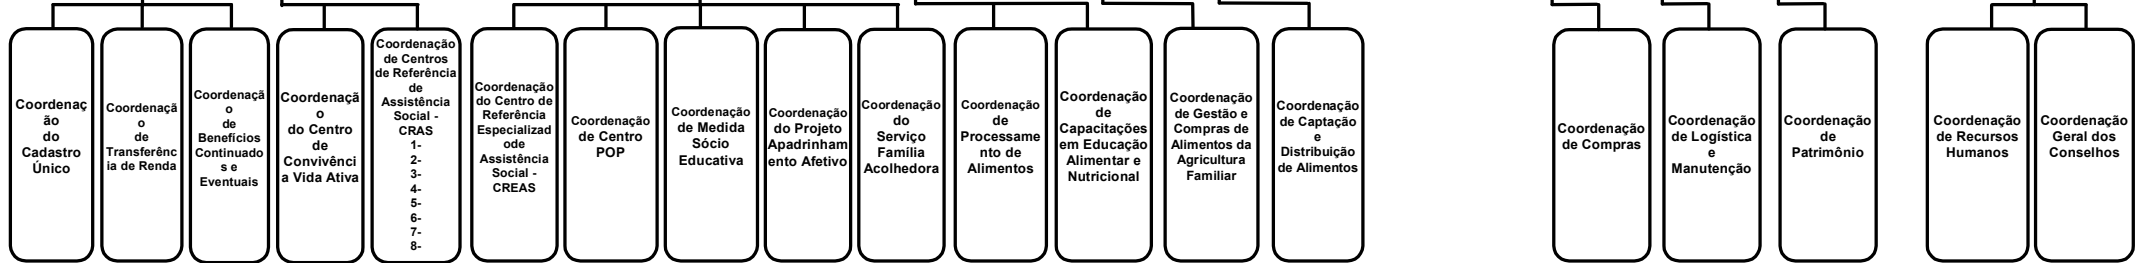 Coordenaç
ão
do
Cadastro
Único
Coordenaçã
o
de
Transferênc
ia de Renda
Coordenaçã
o
de
Benefícios
Continuado
s e
Eventuais
Coordenaçã
o
do Centro
de
Convivênci
a Vida Ativa
Coordenação
de Centros
de Referência
de
Assistência
Social -
CRAS
1-
2-
3-
4-
5-
6-
7-
8-
Coordenação
do Centro de
Referência
Especializad
ode
Assistência
Social -
CREAS
Coordenação
de Centro
POP
Coordenação
de Medida
Sócio
Educativa
Coordenação
do Projeto
Apadrinham
ento Afetivo
Coordenação
do
Serviço
Família
Acolhedora
Coordenação
de
Processame
nto de
Alimentos
Coordenação
de
Capacitações
em Educação
Alimentar e
Nutricional
Coordenação
de Gestão e
Compras de
Alimentos da
Agricultura
Familiar
Coordenação
de Captação
e
Distribuição
de Alimentos
Coordenação
de Compras
Coordenação
de Logística
e
Manutenção
Coordenação
de
Patrimônio
Coordenação
de Recursos
Humanos
Coordenação
Geral dos
Conselhos